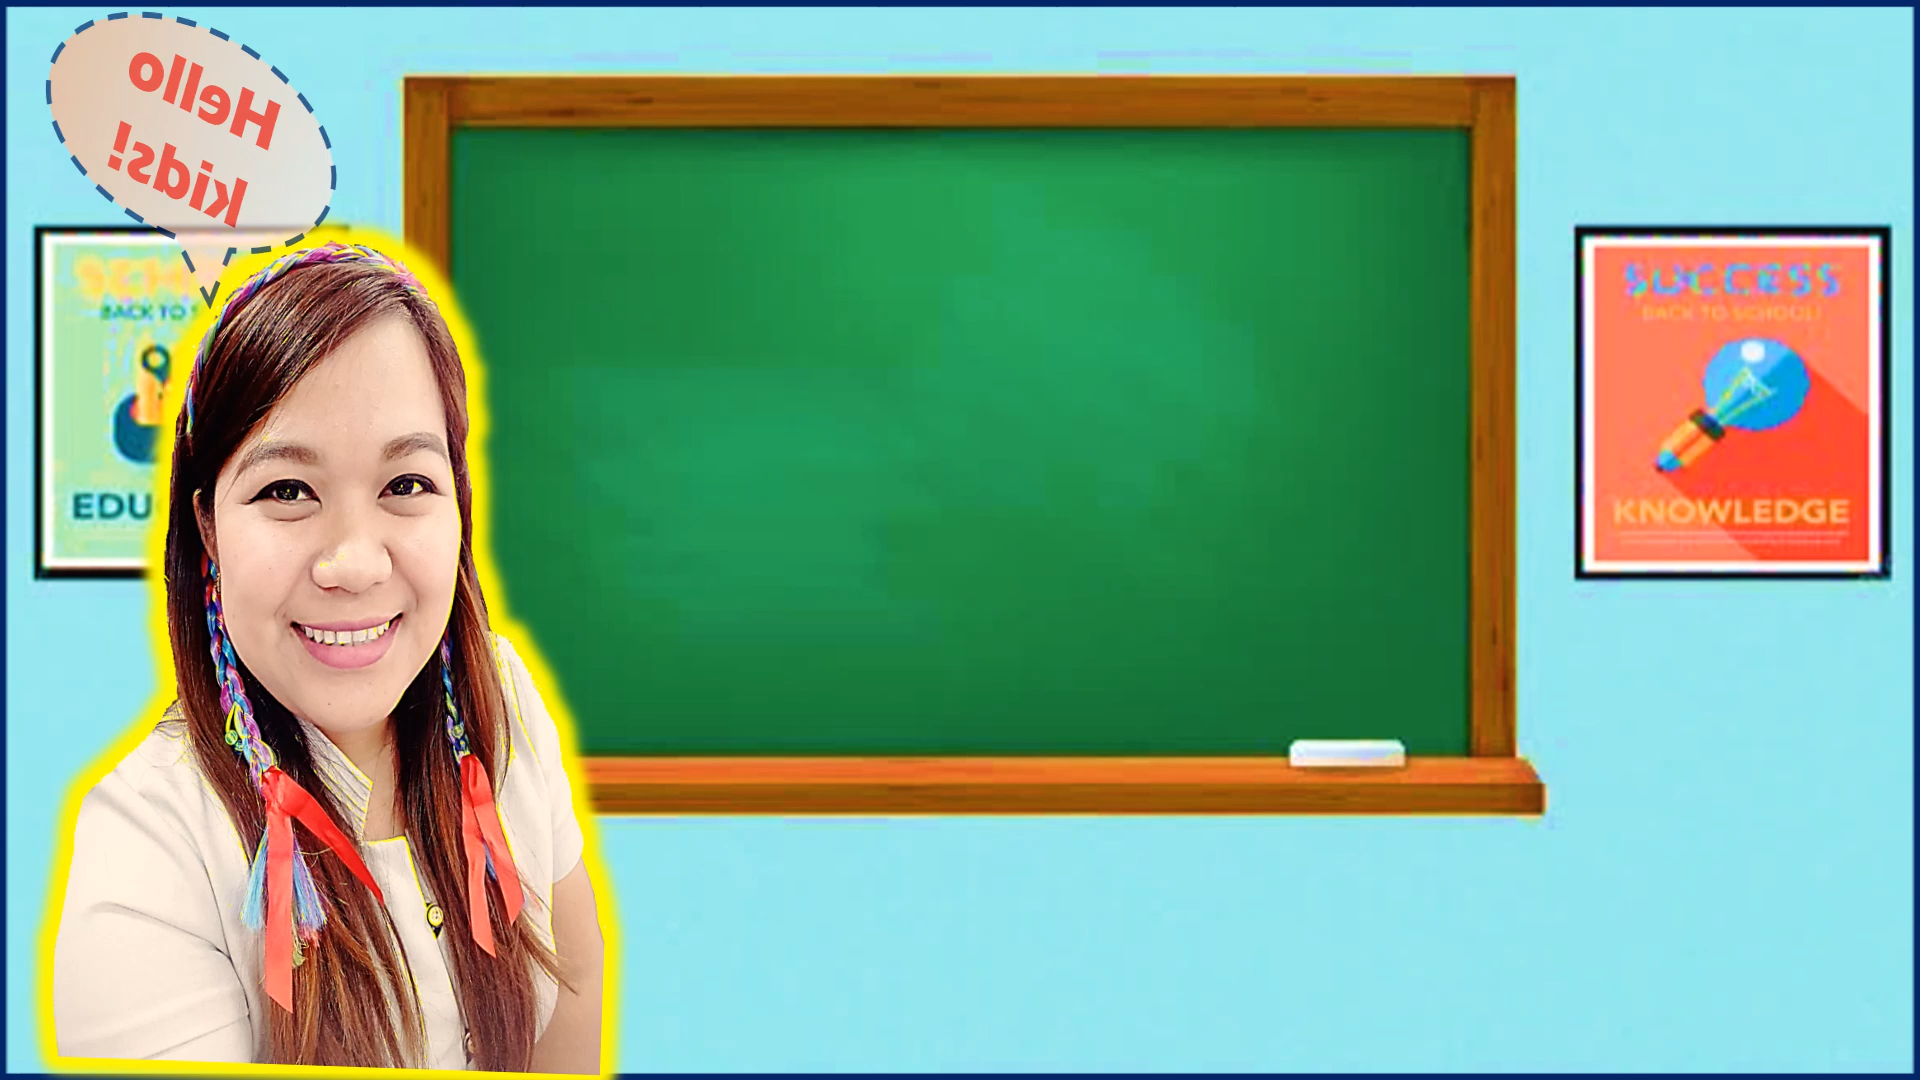 Hello
kids!
BACK TO
EDU
SUCCESS
BACK TO SCHOOL!
KNOWLEDGE